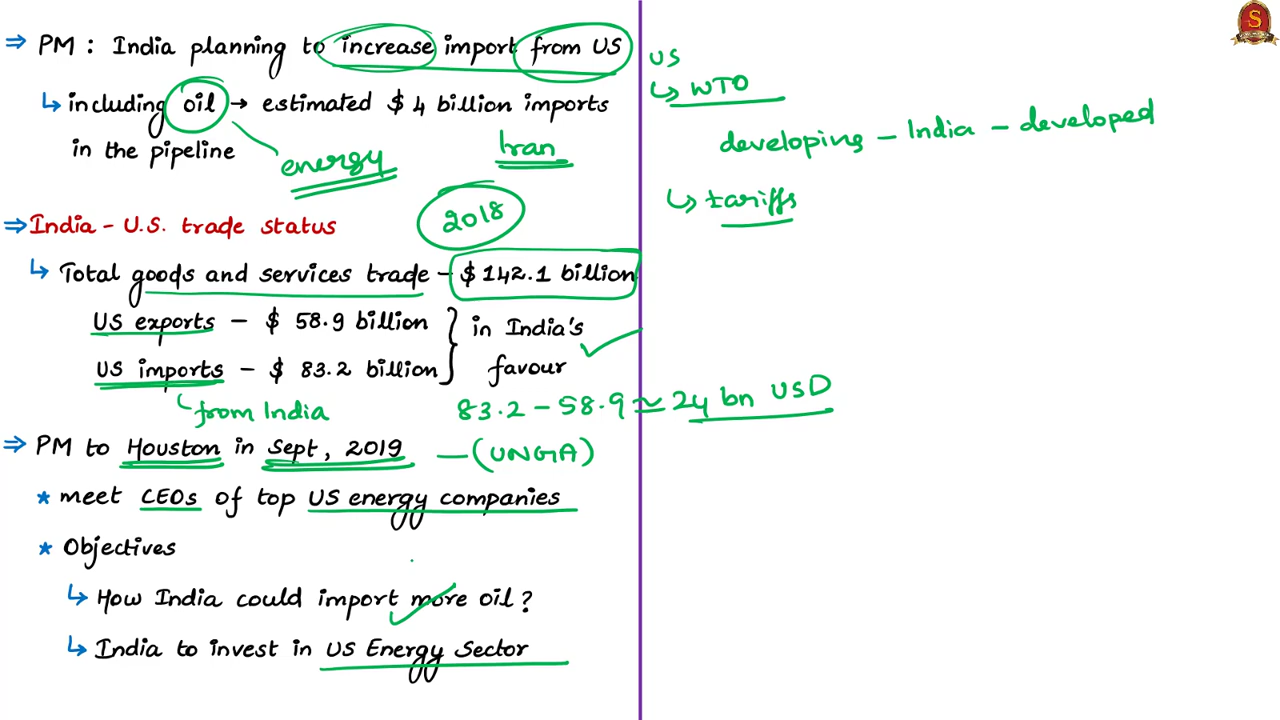 ⇒ PM : India planning to increase import from US
↳ including oil → estimated $ 4 billion imports
in the pipeline
energy
Iran
⇒ India - U.S. trade status
2018
↳ Total goods and services trade - $ 142.1 billion
US exports - $ 58.9 billion
US imports - $ 83.2 billion
} in India's
favour
↳ from India
83.2 - 58.9 ≃ 24 bn USD
⇒ PM to Houston in Sept, 2019 - (UNGA)
* meet CEOs of top US energy companies
* Objectives
↳ How India could import more oil?
↳ India to invest in US Energy Sector
US
↳ WTO
developing - India - developed
↳ tariffs
S